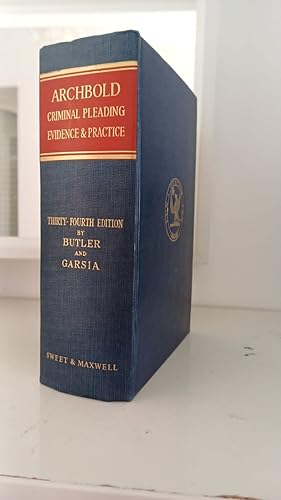 ARCHBOLD
CRIMINAL PLEADING
EVIDENCE & PRACTICE
THIRTY-FOURTH EDITION
BY
BUTLER
AND
GARSIA
SWEET & MAXWELL